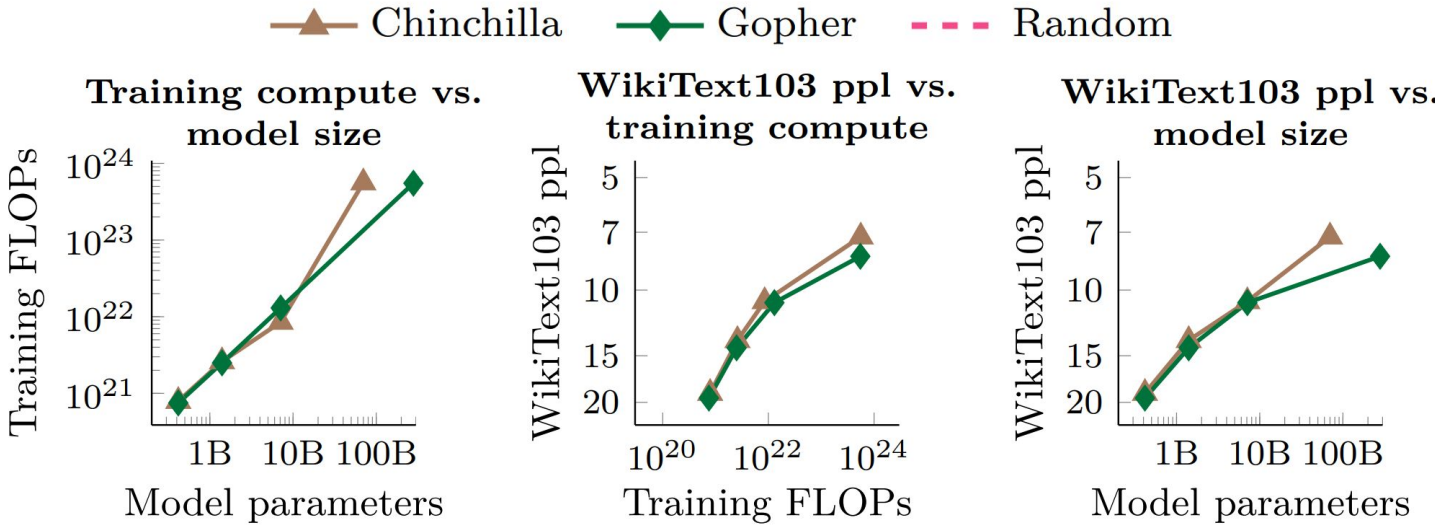 Chinchilla Gopher Random
Training compute vs.
model size
Training FLOPs
10^24
10^23
10^22
10^21
1B 10B 100B
Model parameters
WikiText103 ppl vs.
training compute
WikiText103 ppl
5
7
10
15
20
10^20 10^22 10^24
Training FLOPs
WikiText103 ppl vs.
model size
WikiText103 ppl
5
7
10
15
20
1B 10B 100B
Model parameters